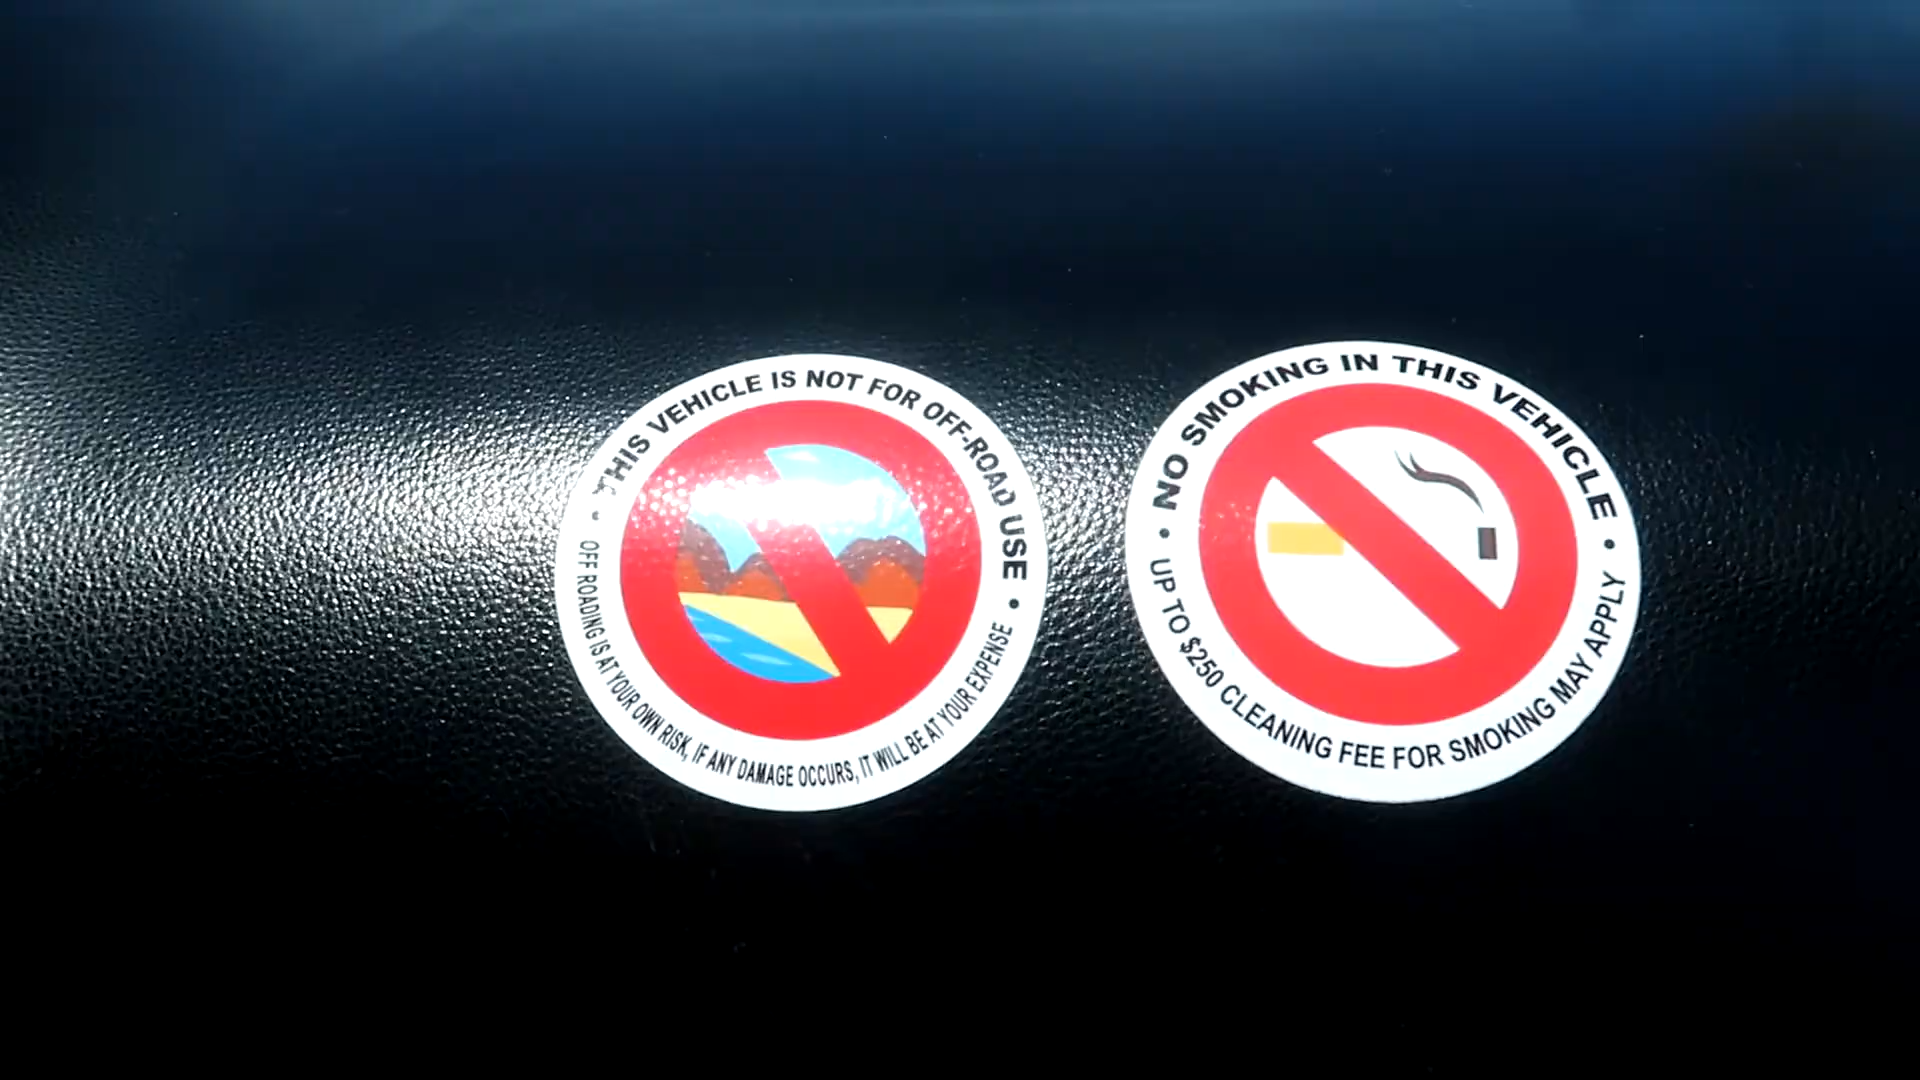 THIS VEHICLE IS NOT FOR OFF-ROAD USE
• OFF ROADING IS AT YOUR OWN RISK, IF ANY DAMAGE OCCURS, IT WILL BE AT YOUR EXPENSE •
NO SMOKING IN THIS VEHICLE
• UP TO $250 CLEANING FEE FOR SMOKING MAY APPLY •